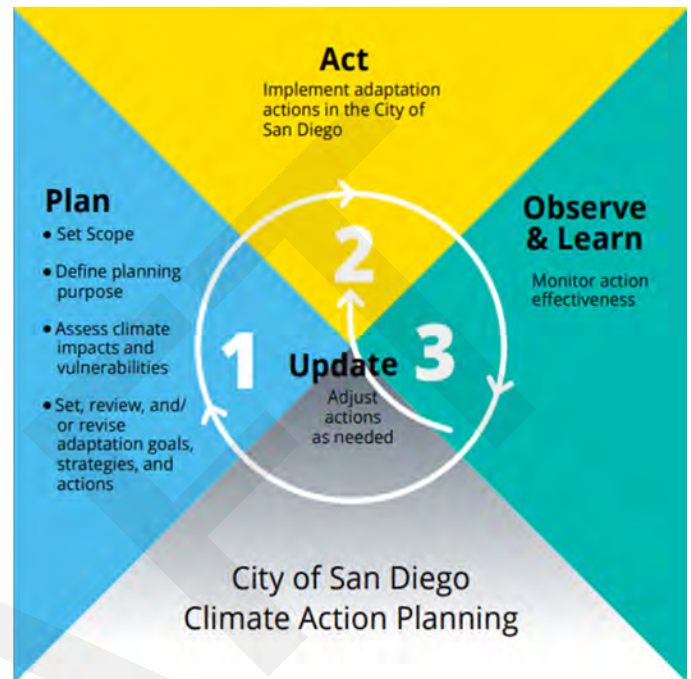 Act
Implement adaptation
actions in the City of
San Diego
Plan
• Set Scope
• Define planning
purpose
• Assess climate
impacts and
vulnerabilities
• Set, review, and/
or revise
adaptation goals,
strategies, and
actions
Observe
& Learn
Monitor action
effectiveness
1
2
3
Update
Adjust
actions
as needed
City of San Diego
Climate Action Planning